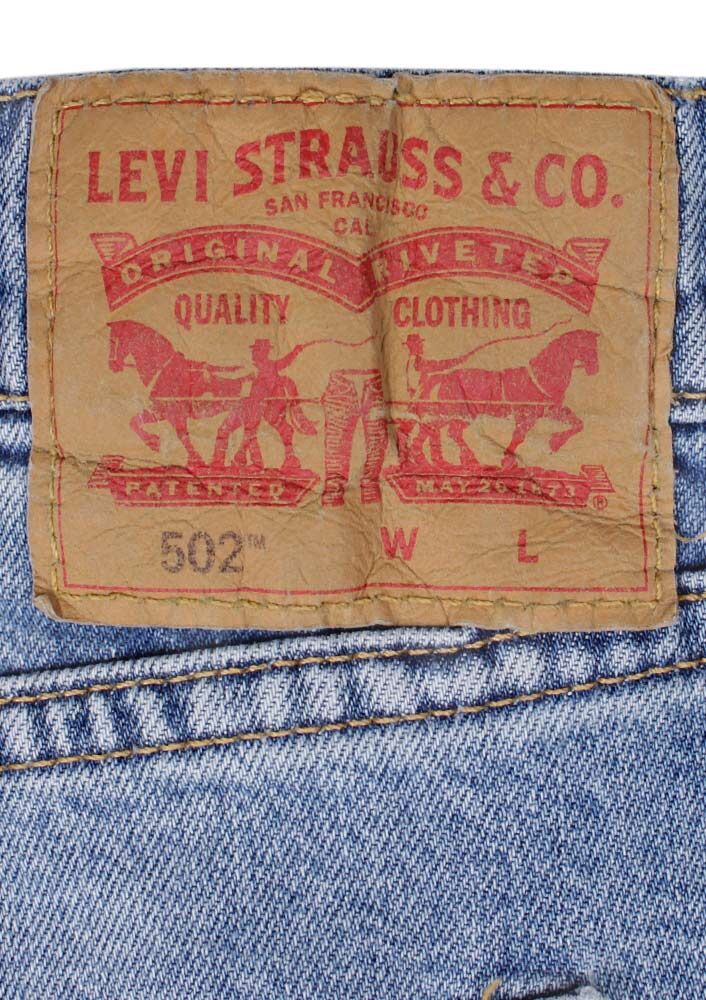 LEVI STRAUSS & CO.
SAN FRANCISCO
CAL
ORIGINAL RIVETED
QUALITY CLOTHING
PATENTED MAY 20 1873 ®
502™ W L